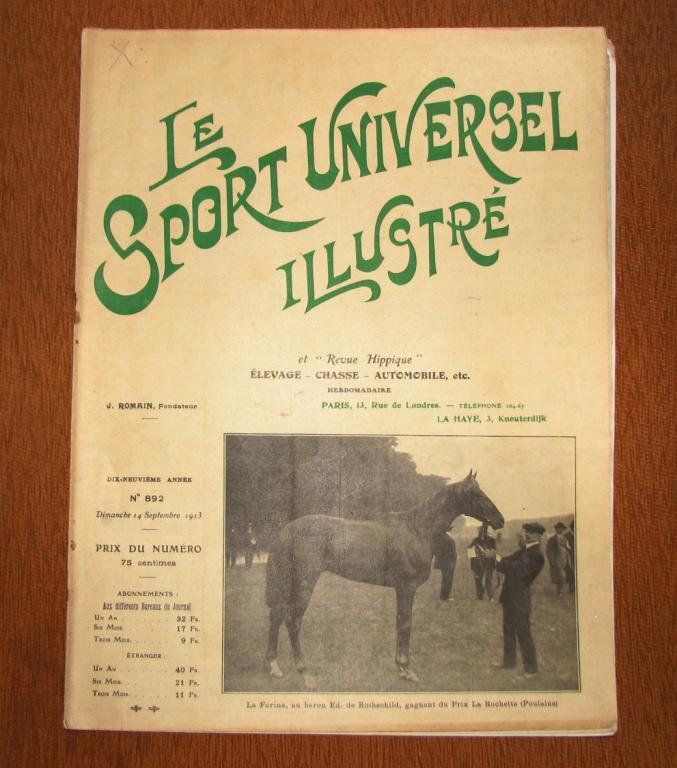 LE
SPORT UNIVERSEL
ILLUSTRÉ
et "Revue Hippique"
ÉLEVAGE - CHASSE - AUTOMOBILE, etc.
HEBDOMADAIRE
J. ROMAIN, Fondateur
PARIS, 13, Rue de Londres. — TÉLÉPHONE 164-67
LA HAYE, 3, Kneuterdijk
DIX-NEUVIÈME ANNÉE
N° 892
Dimanche 14 Septembre 1913
PRIX DU NUMÉRO
75 centimes
ABONNEMENTS :
Aux différents Bureaux du Journal
UN AN . . . . . . . 32 FR.
SIX MOIS. . . . . . 17 FR.
TROIS MOIS. . . . . . 9 FR.
ÉTRANGER :
UN AN . . . . . . . 40 FR.
SIX MOIS. . . . . . 21 FR.
TROIS MOIS. . . . . . 11 FR.
La Farina, au baron Ed. de Rothschild, gagnant du Prix La Rochette (Poulains)